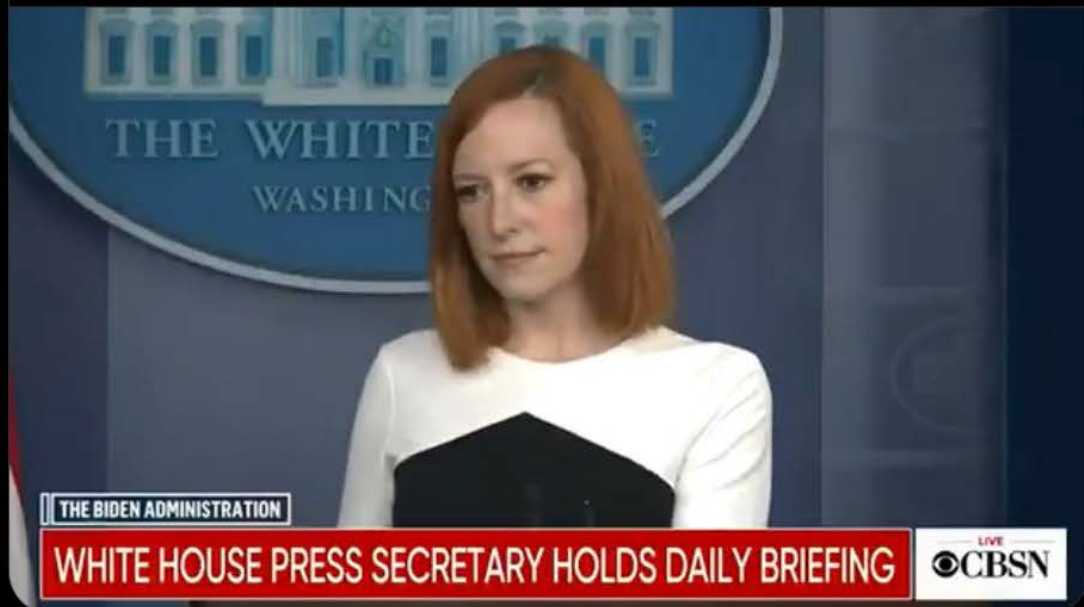 THE WHITE
E
WASHING
THE BIDEN ADMINISTRATION
WHITE HOUSE PRESS SECRETARY HOLDS DAILY BRIEFING
LIVE
CBSN